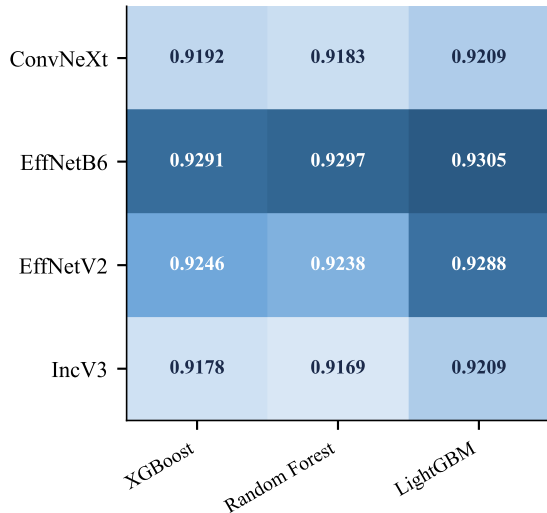 ConvNeXt 0.9192 0.9183 0.9209
EffNetB6 0.9291 0.9297 0.9305
EffNetV2 0.9246 0.9238 0.9288
IncV3 0.9178 0.9169 0.9209
XGBoost Random Forest LightGBM